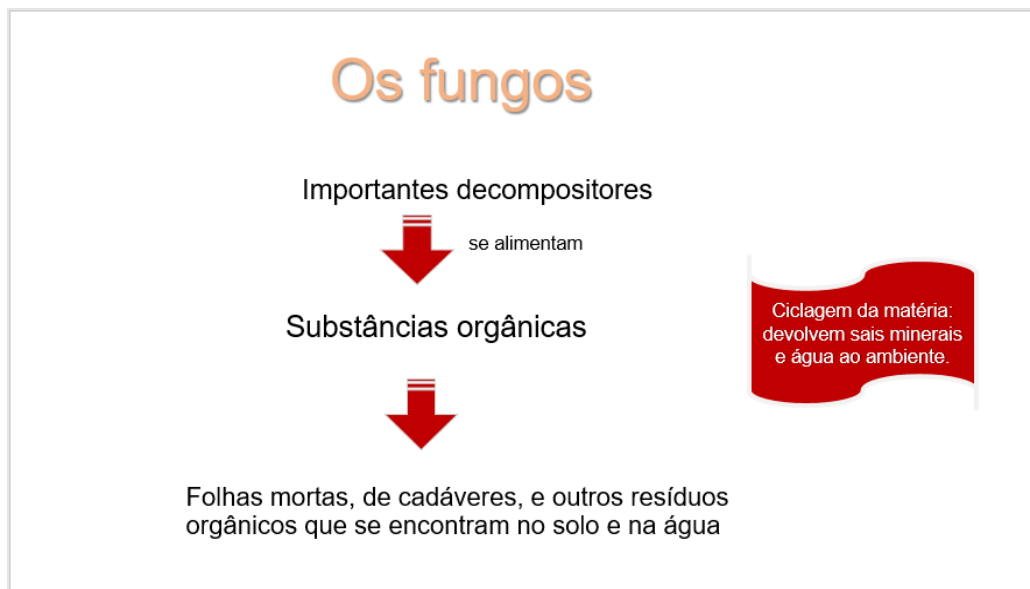 Os fungos
Importantes decompositores
se alimentam
Substâncias orgânicas
Ciclagem da matéria:
devolvem sais minerais
e água ao ambiente.
Folhas mortas, de cadáveres, e outros resíduos
orgânicos que se encontram no solo e na água